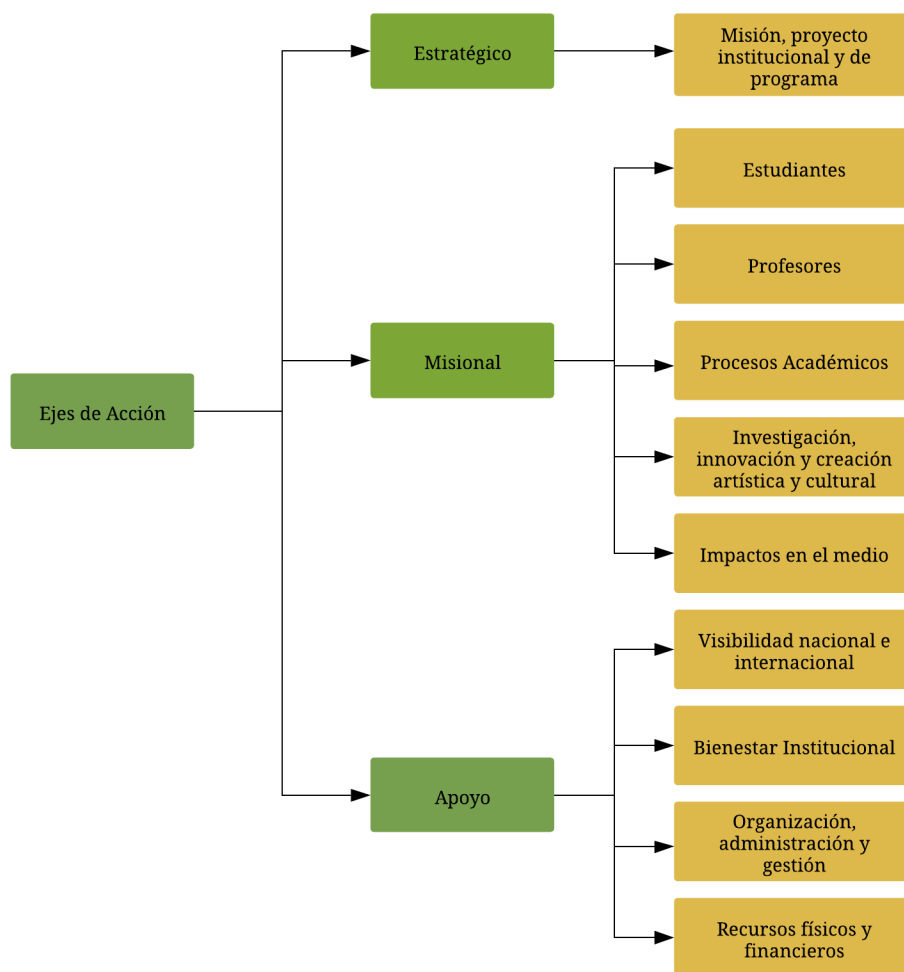 Estratégico
Misión, proyecto
institucional y de
programa
Estudiantes
Profesores
Misional
Procesos Académicos
Ejes de Acción
Investigación,
innovación y creación
artística y cultural
Impactos en el medio
Visibilidad nacional e
internacional
Bienestar Institucional
Apoyo
Organización,
administración y
gestión
Recursos físicos y
financieros